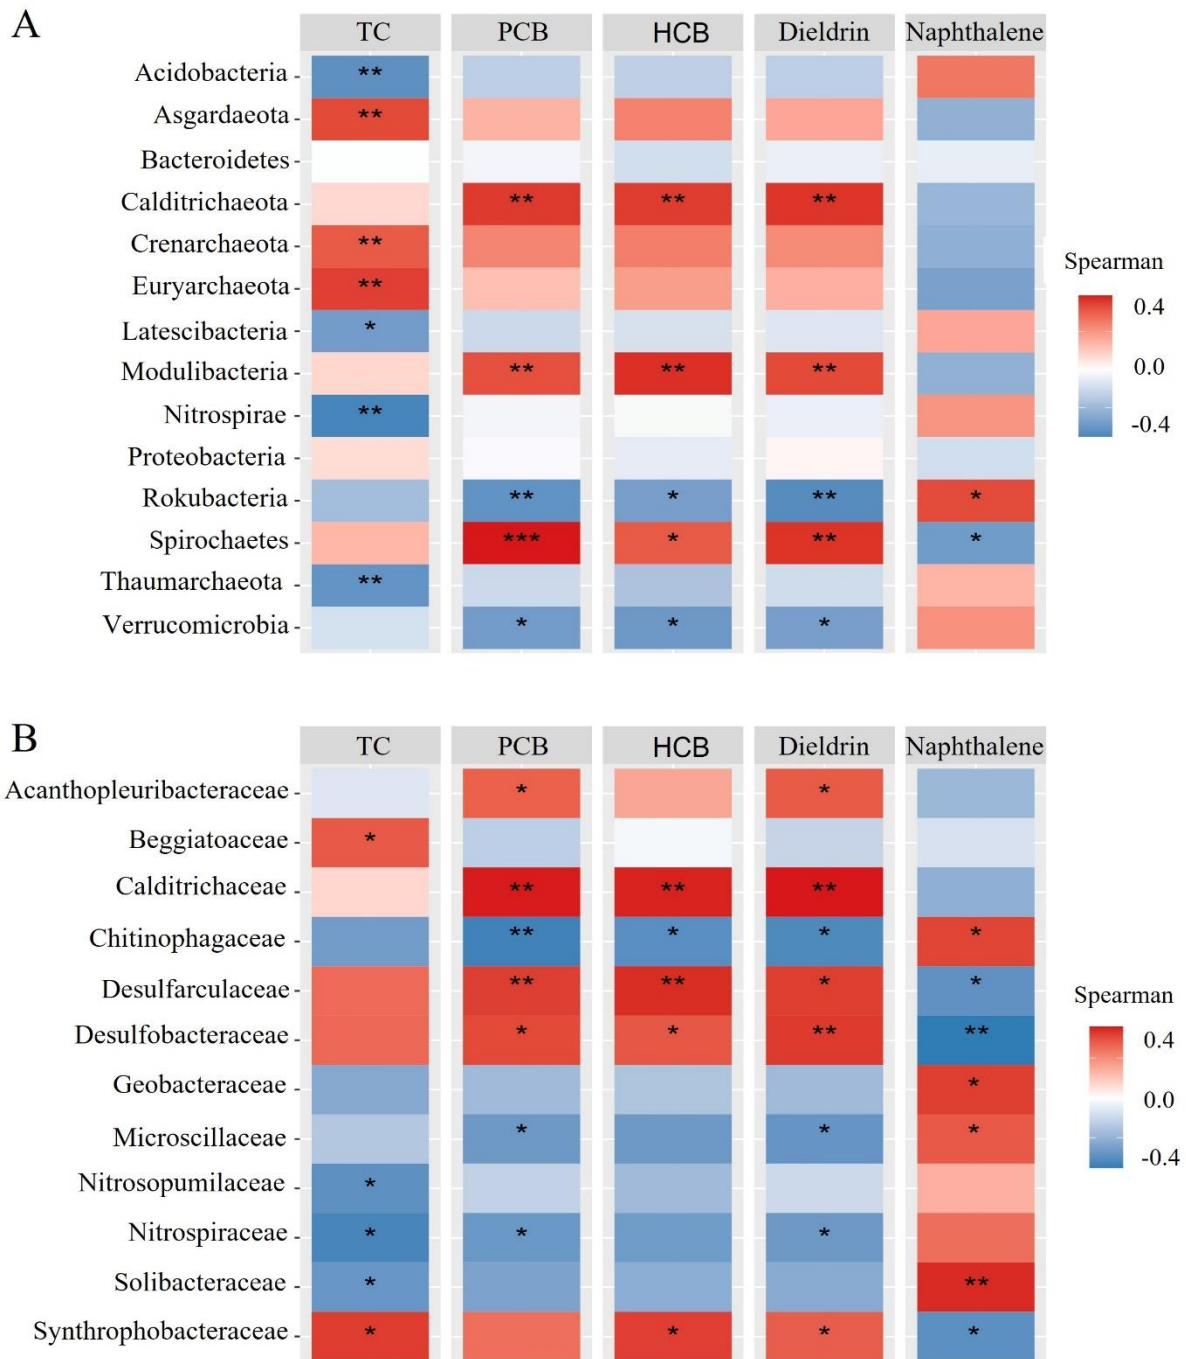 A
TC PCB HCB Dieldrin Naphthalene
Acidobacteria **
Asgardaeota **
Bacteroidetes
Calditrichaeota ** ** **
Crenarchaeota **
Euryarchaeota **
Latescibacteria *
Modulibacteria ** ** **
Nitrospirae **
Proteobacteria
Rokubacteria ** * ** *
Spirochaetes *** * ** *
Thaumarchaeota **
Verrucomicrobia * * *
Spearman
0.4
0.0
-0.4
B
TC PCB HCB Dieldrin Naphthalene
Acanthopleuribacteraceae * *
Beggiatoaceae *
Calditrichaceae ** ** **
Chitinophagaceae ** * * *
Desulfarculaceae ** ** * *
Desulfobacteraceae * * ** **
Geobacteraceae *
Microscillaceae * * *
Nitrosopumilaceae *
Nitrospiraceae * * *
Solibacteraceae * **
Synthrophobacteraceae * * * *
Spearman
0.4
0.0
-0.4